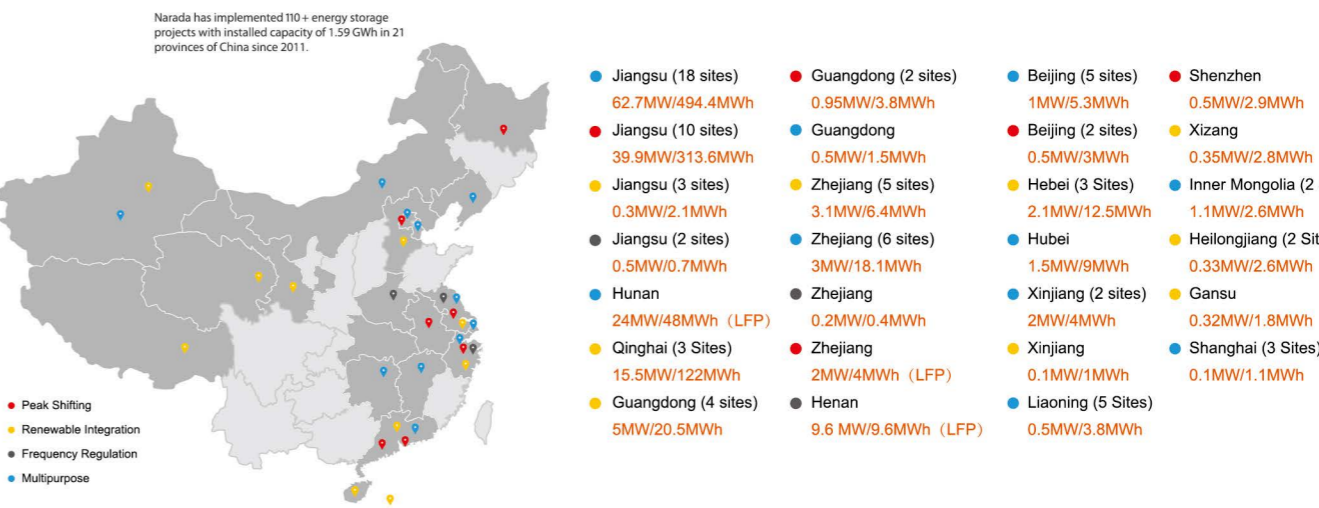 Narada has implemented 110+ energy storage
projects with installed capacity of 1.59 GWh in 21
provinces of China since 2011.
Peak Shifting
Renewable Integration
Frequency Regulation
Multipurpose
Jiangsu (18 sites)
62.7MW/494.4MWh
Jiangsu (10 sites)
39.9MW/313.6MWh
Jiangsu (3 sites)
0.3MW/2.1MWh
Jiangsu (2 sites)
0.5MW/0.7MWh
Hunan
24MW/48MWh（LFP）
Qinghai (3 Sites)
15.5MW/122MWh
Guangdong (4 sites)
5MW/20.5MWh
Guangdong (2 sites)
0.95MW/3.8MWh
Guangdong
0.5MW/1.5MWh
Zhejiang (5 sites)
3.1MW/6.4MWh
Zhejiang (6 sites)
3MW/18.1MWh
Zhejiang
0.2MW/0.4MWh
Zhejiang
2MW/4MWh（LFP）
Henan
9.6 MW/9.6MWh（LFP）
Beijing (5 sites)
1MW/5.3MWh
Beijing (2 sites)
0.5MW/3MWh
Hebei (3 Sites)
2.1MW/12.5MWh
Hubei
1.5MW/9MWh
Xinjiang (2 sites)
2MW/4MWh
Xinjiang
0.1MW/1MWh
Liaoning (5 Sites)
0.5MW/3.8MWh
Shenzhen
0.5MW/2.9MWh
Xizang
0.35MW/2.8MWh
Inner Mongolia (2
1.1MW/2.6MWh
Heilongjiang (2 Sit
0.33MW/2.6MWh
Gansu
0.32MW/1.8MWh
Shanghai (3 Sites)
0.1MW/1.1MWh